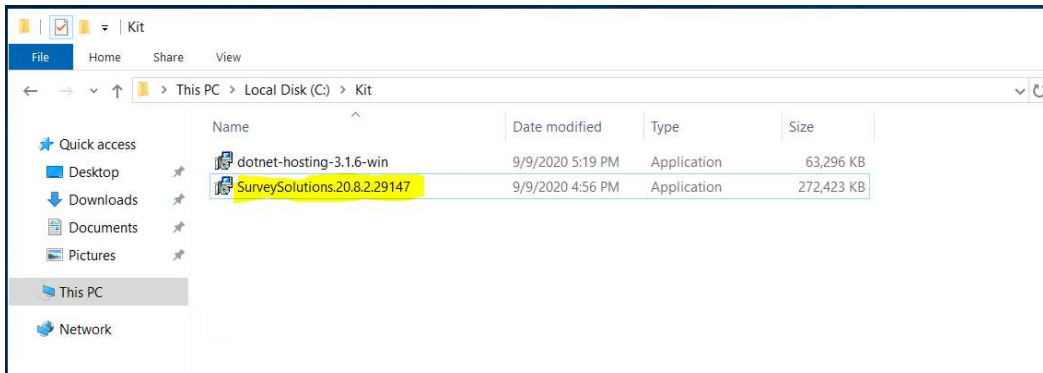 Kit
File Home Share View
This PC > Local Disk (C:) > Kit
Name Date modified Type Size
Quick access
Desktop
Downloads
Documents
Pictures
This PC
Network
dotnet-hosting-3.1.6-win 9/9/2020 5:19 PM Application 63,296 KB
SurveySolutions.20.8.2.29147 9/9/2020 4:56 PM Application 272,423 KB